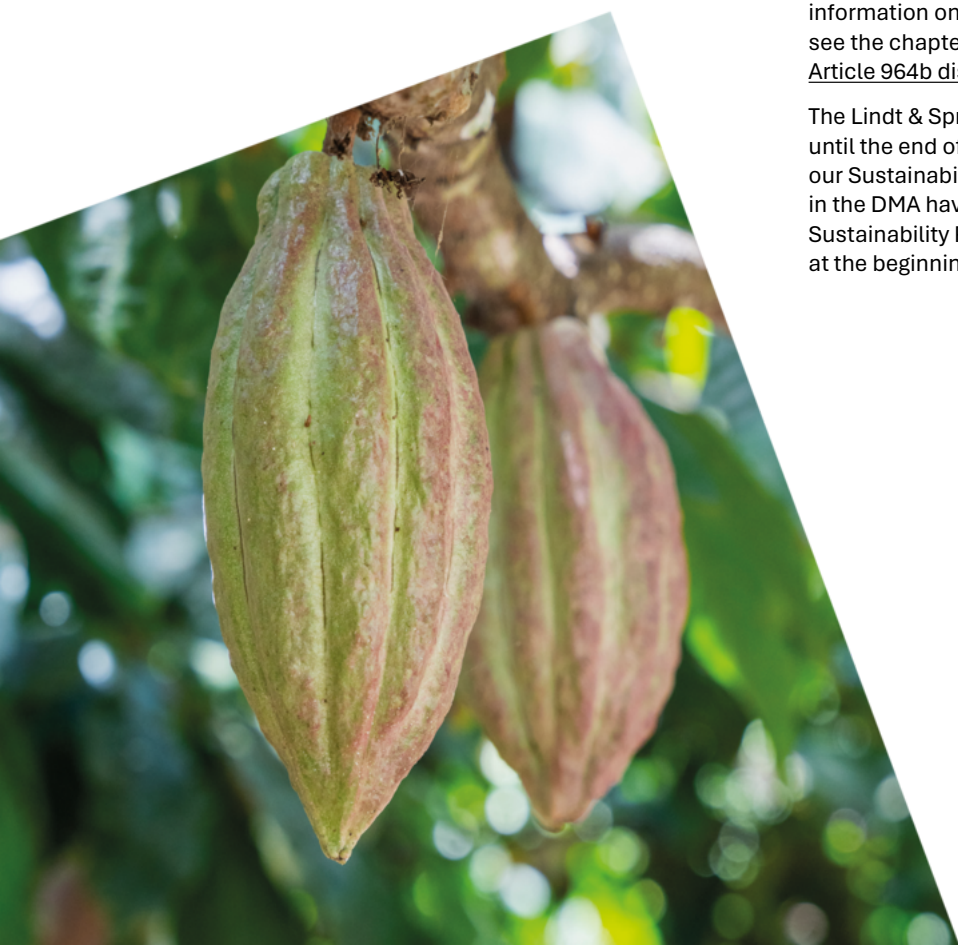 information on
see the chapte
Article 964b di
The Lindt & Spr
until the end of
our Sustainabi
in the DMA hav
Sustainability
at the beginnin